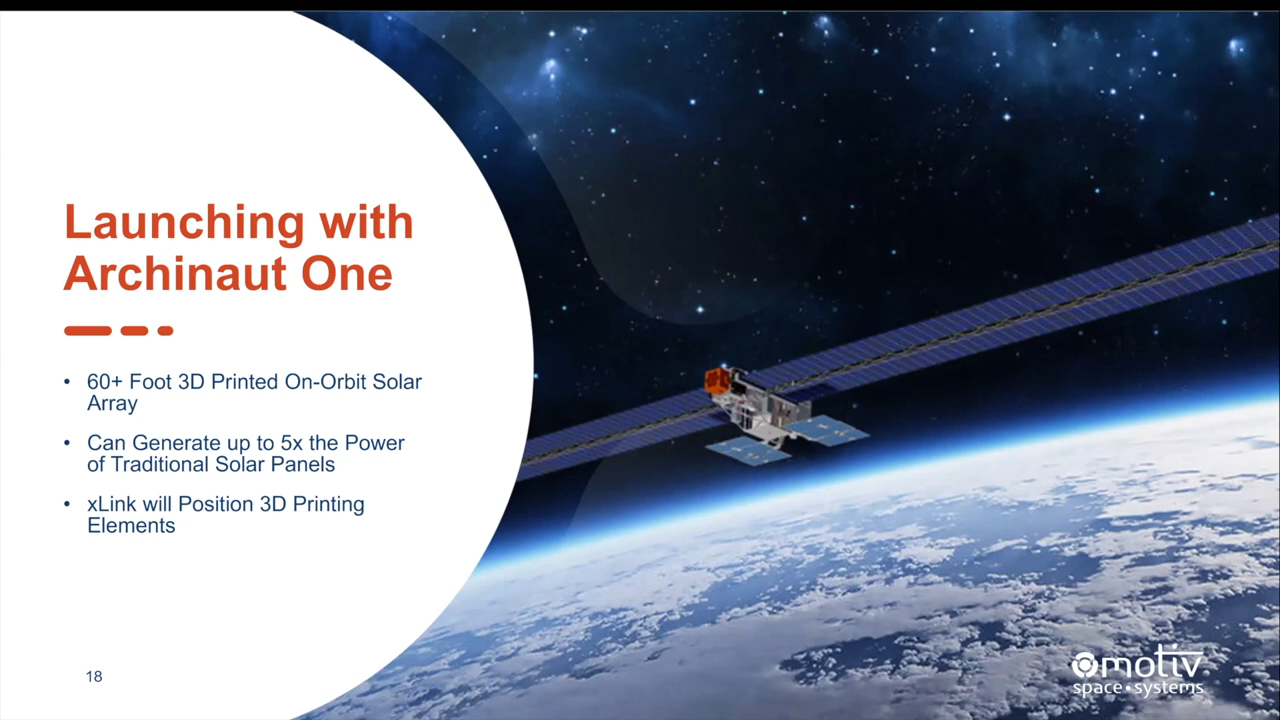 Launching with
Archinaut One
• 60+ Foot 3D Printed On-Orbit Solar
Array
• Can Generate up to 5x the Power
of Traditional Solar Panels
• xLink will Position 3D Printing
Elements
18
motiv
space•systems